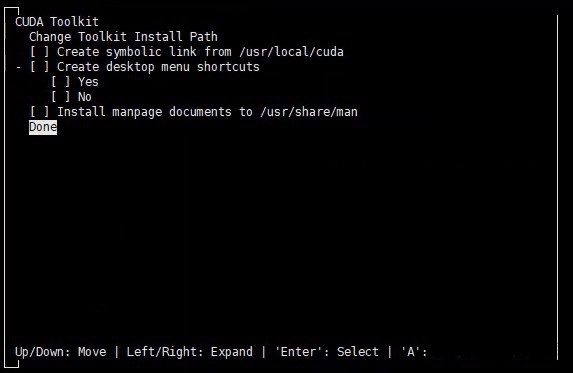 CUDA Toolkit
Change Toolkit Install Path
[ ] Create symbolic link from /usr/local/cuda
- [ ] Create desktop menu shortcuts
[ ] Yes
[ ] No
[ ] Install manpage documents to /usr/share/man
Done
Up/Down: Move | Left/Right: Expand | 'Enter': Select | 'A':